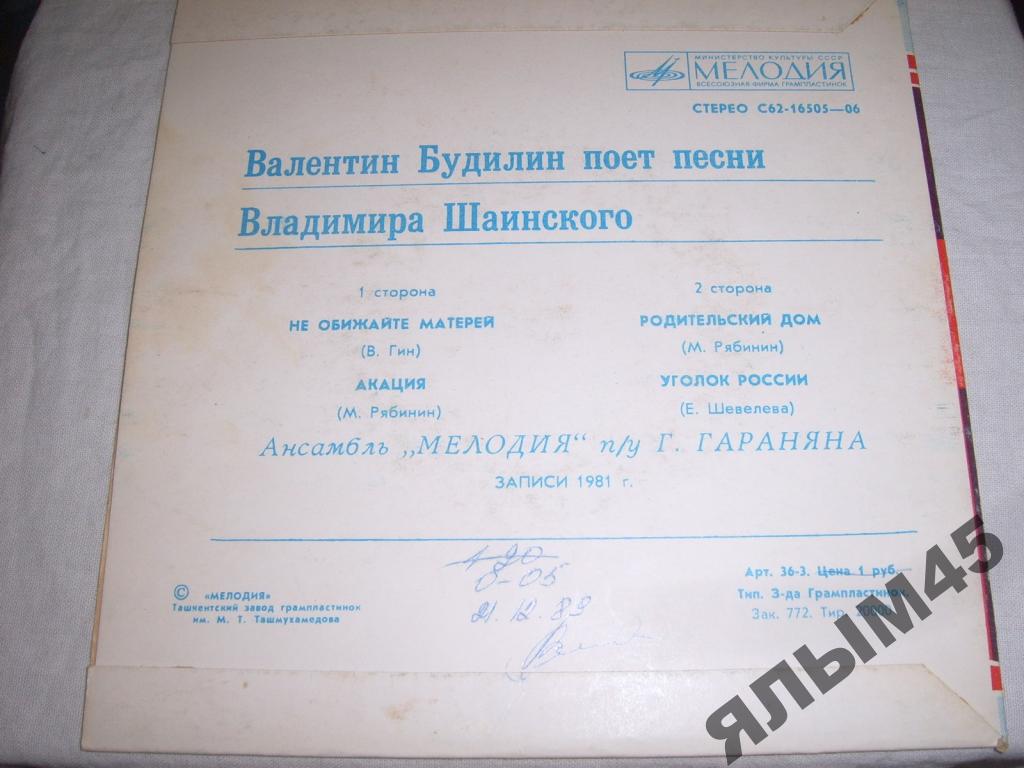 МИНИСТЕРСТВО КУЛЬТУРЫ СССР
МЕЛОДИЯ
ВСЕСОЮЗНАЯ ФИРМА ГРАМПЛАСТИНОК
СТЕРЕО С62-16505—06
Валентин Будилин поет песни
Владимира Шаинского
1 сторона
НЕ ОБИЖАЙТЕ МАТЕРЕЙ
(В. Гин)
АКАЦИЯ
(М. Рябинин)
2 сторона
РОДИТЕЛЬСКИЙ ДОМ
(М. Рябинин)
УГОЛОК РОССИИ
(Е. Шевелева)
Ансамбль „МЕЛОДИЯ“ п/у Г. ГАРАНЯНА
ЗАПИСИ 1981 г.
© «МЕЛОДИЯ»
Ташкентский завод грампластинок
им. М. Т. Ташмухамедова
1-90
0-05
21.12.89
Арт. 36-3. Цена 1 руб.
Тип. З-да Грампластинок.
Зак. 772. Тир. 20000
ЯЛЫМ45